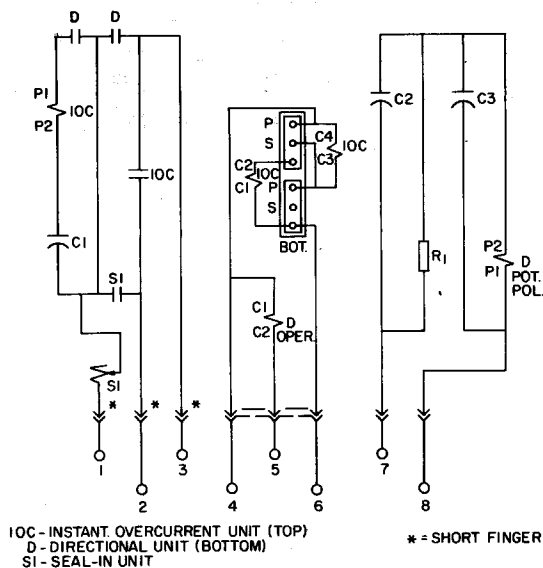 D D
P1
IOC
P2
IOC
C1
SI
SI
* * *
1
2
3
P
S
C4
C3
IOC
C2
C1
IOC
P
S
BOT.
C1
C2
D
OPER.
4
5
6
C2
C3
R1
P2
P1
D
POT.
POL.
7
8
IOC - INSTANT. OVERCURRENT UNIT (TOP)
D - DIRECTIONAL UNIT (BOTTOM)
SI - SEAL-IN UNIT
* = SHORT FINGER